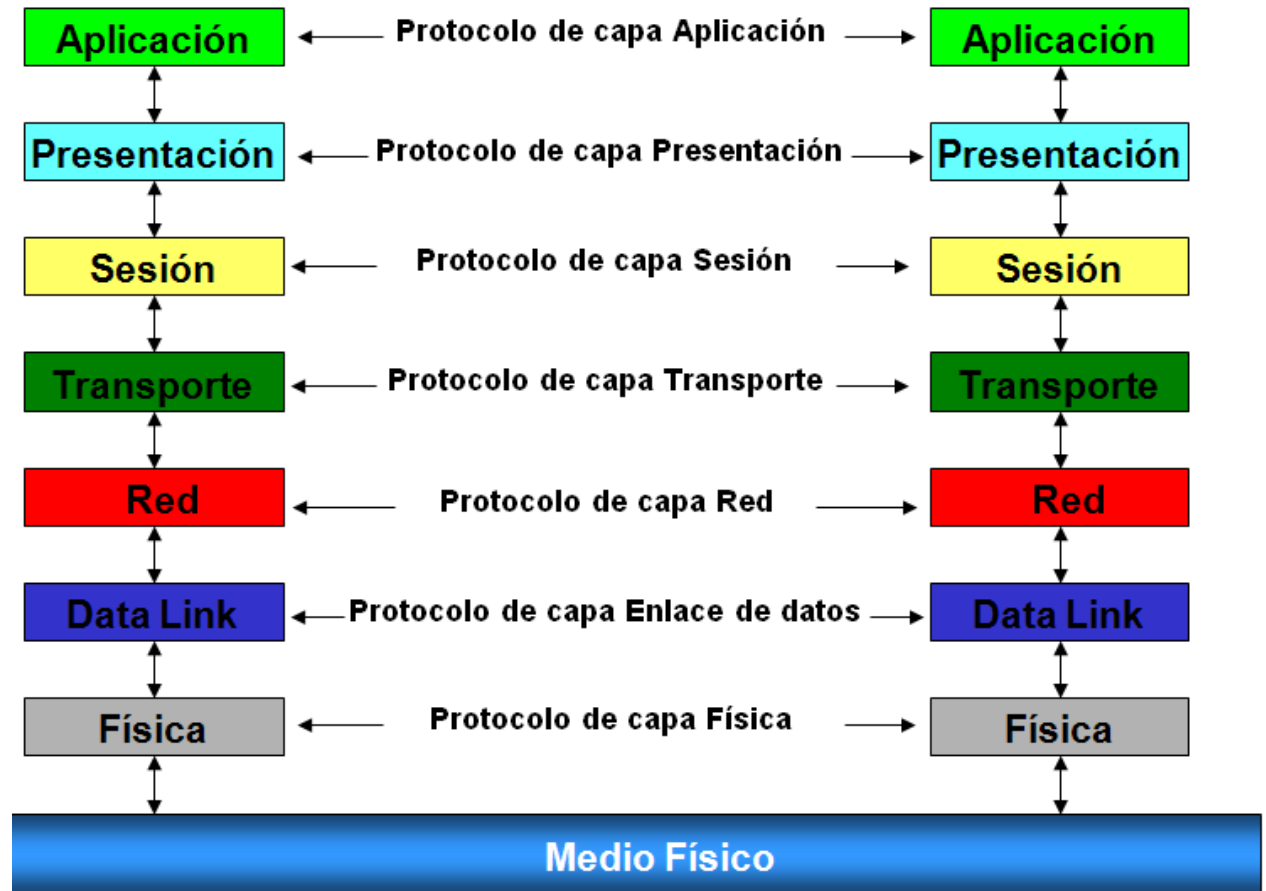 Aplicación Protocolo de capa Aplicación Aplicación
Presentación Protocolo de capa Presentación Presentación
Sesión Protocolo de capa Sesión Sesión
Transporte Protocolo de capa Transporte Transporte
Red Protocolo de capa Red Red
Data Link Protocolo de capa Enlace de datos Data Link
Física Protocolo de capa Física Física
Medio Físico